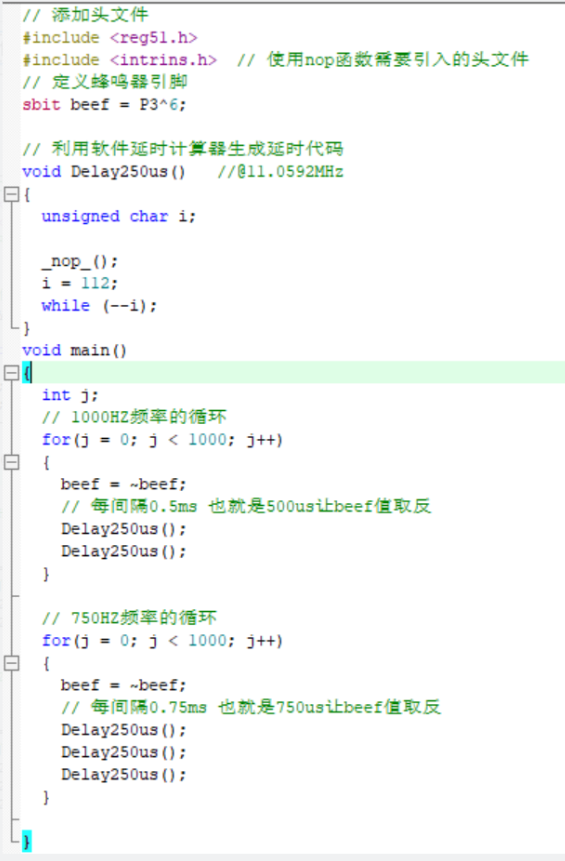 // 添加头文件
#include <reg51.h>
#include <intrins.h>  // 使用nop函数需要引入的头文件
// 定义蜂鸣器引脚
sbit beef = P3^6;
// 利用软件延时计算器生成延时代码
void Delay250us()   //@11.0592MHz
{
  unsigned char i;
  _nop_();
  i = 112;
  while (--i);
}
void main()
{
  int j;
  // 1000HZ频率的循环
  for(j = 0; j < 1000; j++)
  {
    beef = ~beef;
    // 每间隔0.5ms 也就是500us让beef值取反
    Delay250us();
    Delay250us();
  }
  // 750HZ频率的循环
  for(j = 0; j < 1000; j++)
  {
    beef = ~beef;
    // 每间隔0.75ms 也就是750us让beef值取反
    Delay250us();
    Delay250us();
    Delay250us();
  }
}